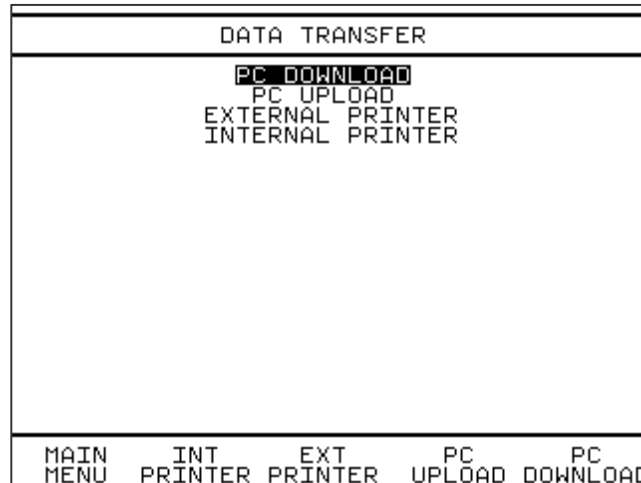 DATA TRANSFER
PC DOWNLOAD
PC UPLOAD
EXTERNAL PRINTER
INTERNAL PRINTER
MAIN INT EXT PC PC
MENU PRINTER PRINTER UPLOAD DOWNLOAD